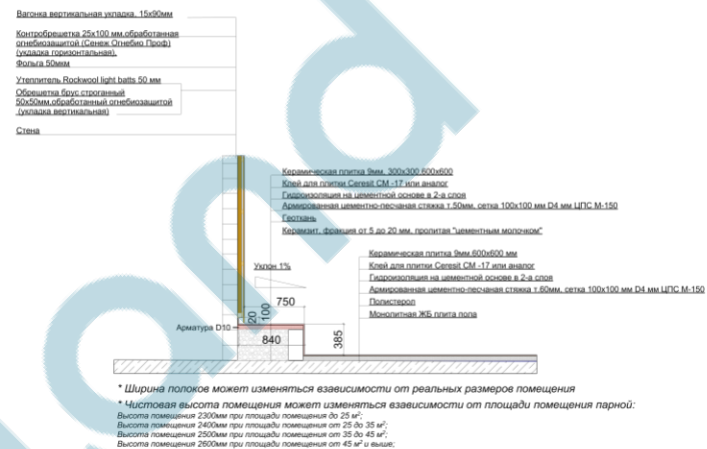 Вагонка вертикальная укладка, 15х90мм
Контробрешетка 25х100 мм,обработанная
огнебиозащитой (Сенеж Огнебио Проф)
(укдадка горизонтальная),
Фольга 50мкм
Утеплитель Rockwool light batts 50 мм
Обрешетка брус строганный
50х50мм,обработанный огнебиозащитой
(укладка вертикальная)
Стена
Керамическая плитка 9мм, 300х300;600х600
Клей для плитки Ceresit СМ -17 или аналог
Гидроизоляция на цементной основе в 2-а слоя
Армированная цементно-песчаная стяжка т.50мм, сетка 100х100 мм D4 мм ЦПС М-150
Геоткань
Керамзит, фракция от 5 до 20 мм, пролитая "цементным молочком"
Керамическая плитка 9мм,600х600 мм
Клей для плитки Ceresit СМ -17 или аналог
Гидроизоляция на цементной основе в 2-а слоя
Армированная цементно-песчаная стяжка т.60мм, сетка 100х100 мм D4 мм ЦПС М-150
Полистерол
Монолитная ЖБ плита пола
Уклон 1%
750
20
100
Арматура D10
840
385
* Ширина полоков может изменяться взависимости от реальных размеров помещения
* Чистовая высота помещения может изменяться взависимости от площади помещения парной:
Высота помещения 2300мм при площади помещения до 25 м²;
Высота помещения 2400мм при площади помещения от 25 до 35 м²;
Высота помещения 2500мм при площади помещения от 35 до 45 м²;
Высота помещения 2600мм при площади помещения от 45 м² и выше;